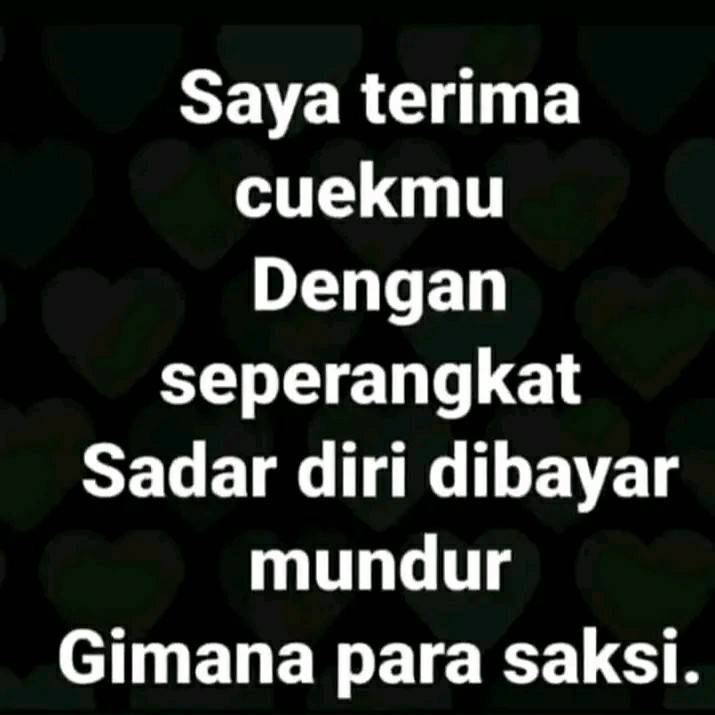 Saya terima
cuekmu
Dengan
seperangkat
Sadar diri dibayar
mundur
Gimana para saksi.